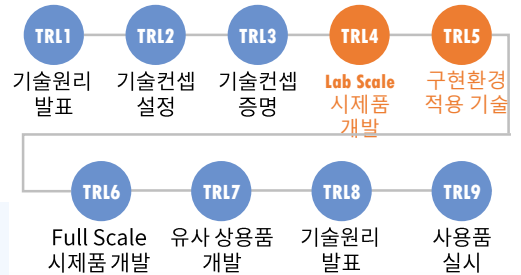 TRL1 TRL2 TRL3 TRL4 TRL5
기술원리 기술컨셉 기술컨셉 Lab Scale 구현환경
발표 설정 증명 시제품 적용 기술
개발
TRL6 TRL7 TRL8 TRL9
Full Scale 유사 상용품 기술원리 사용품
시제품 개발 개발 발표 실시